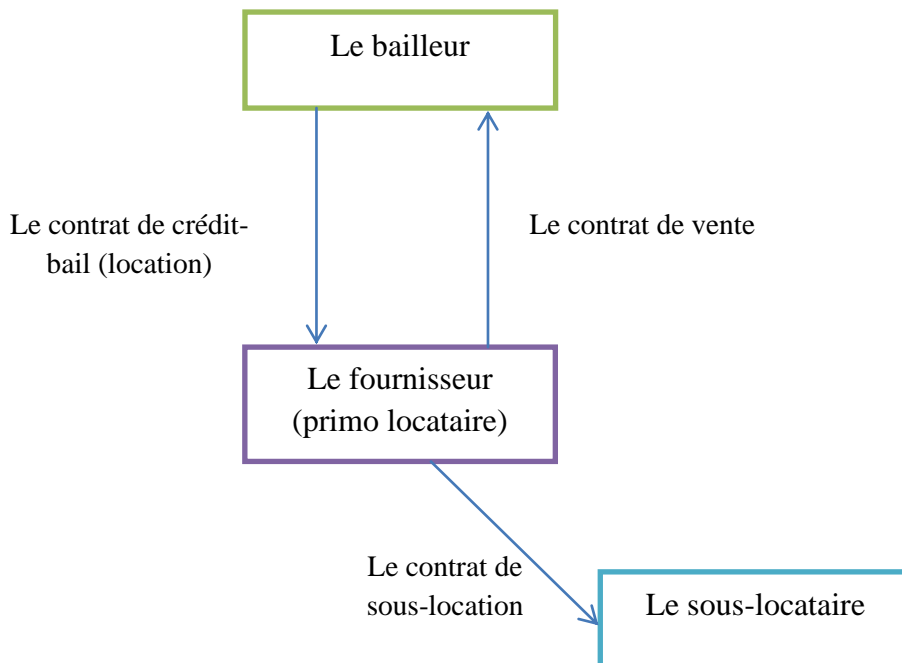 Le bailleur
Le contrat de crédit-
bail (location)
Le contrat de vente
Le fournisseur
(primo locataire)
Le contrat de
sous-location
Le sous-locataire